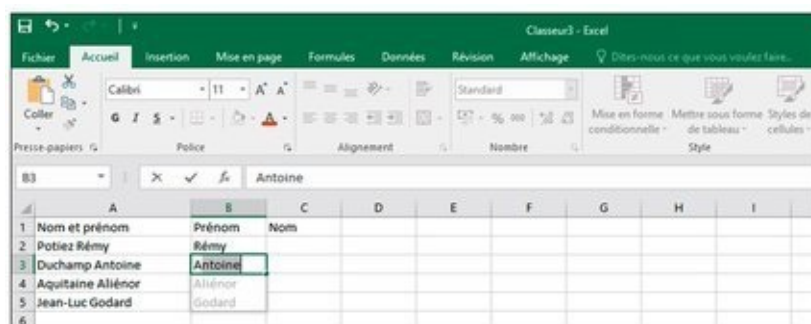 Classeur3 - Excel
Fichier Accueil Insertion Mise en page Formules Données Révision Affichage Dites-nous ce que vous voulez faire...
Coller
Calibri 11 A A
G I S A
Standard
% 000
Mise en forme conditionnelle
Mettre sous forme de tableau
Styles de cellules
Presse-papiers Police Alignement Nombre Style
B3 fx Antoine
A B C D E F G H I
1 Nom et prénom Prénom Nom
2 Potiez Rémy Rémy
3 Duchamp Antoine Antoine
4 Aquitaine Aliénor Aliénor
5 Jean-Luc Godard Godard
6